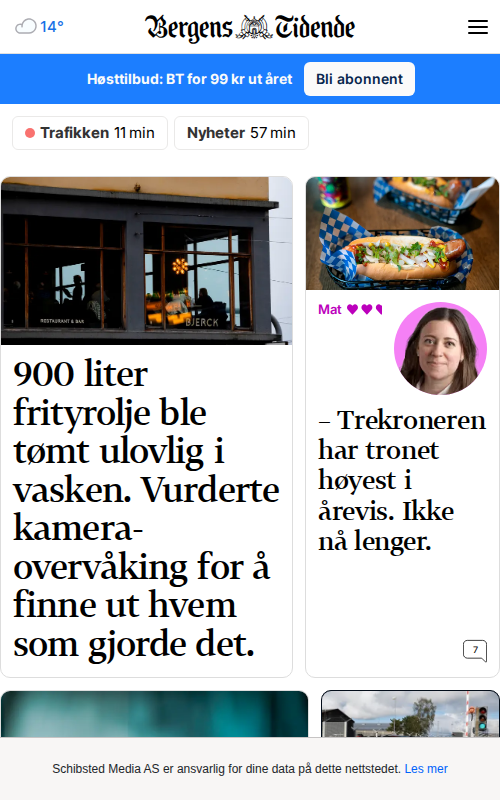 14°
Bergens Tidende
Høsttilbud: BT for 99 kr ut året
Bli abonnent
Trafikken 11 min
Nyheter 57 min
RESTAURANT & BAR
BJERCK
900 liter
frityrolje ble
tømt ulovlig i
vasken. Vurderte
kamera-
overvåking for å
finne ut hvem
som gjorde det.
Mat
– Trekroneren
har tronet
høyest i
årevis. Ikke
nå lenger.
7
Schibsted Media AS er ansvarlig for dine data på dette nettstedet. Les mer